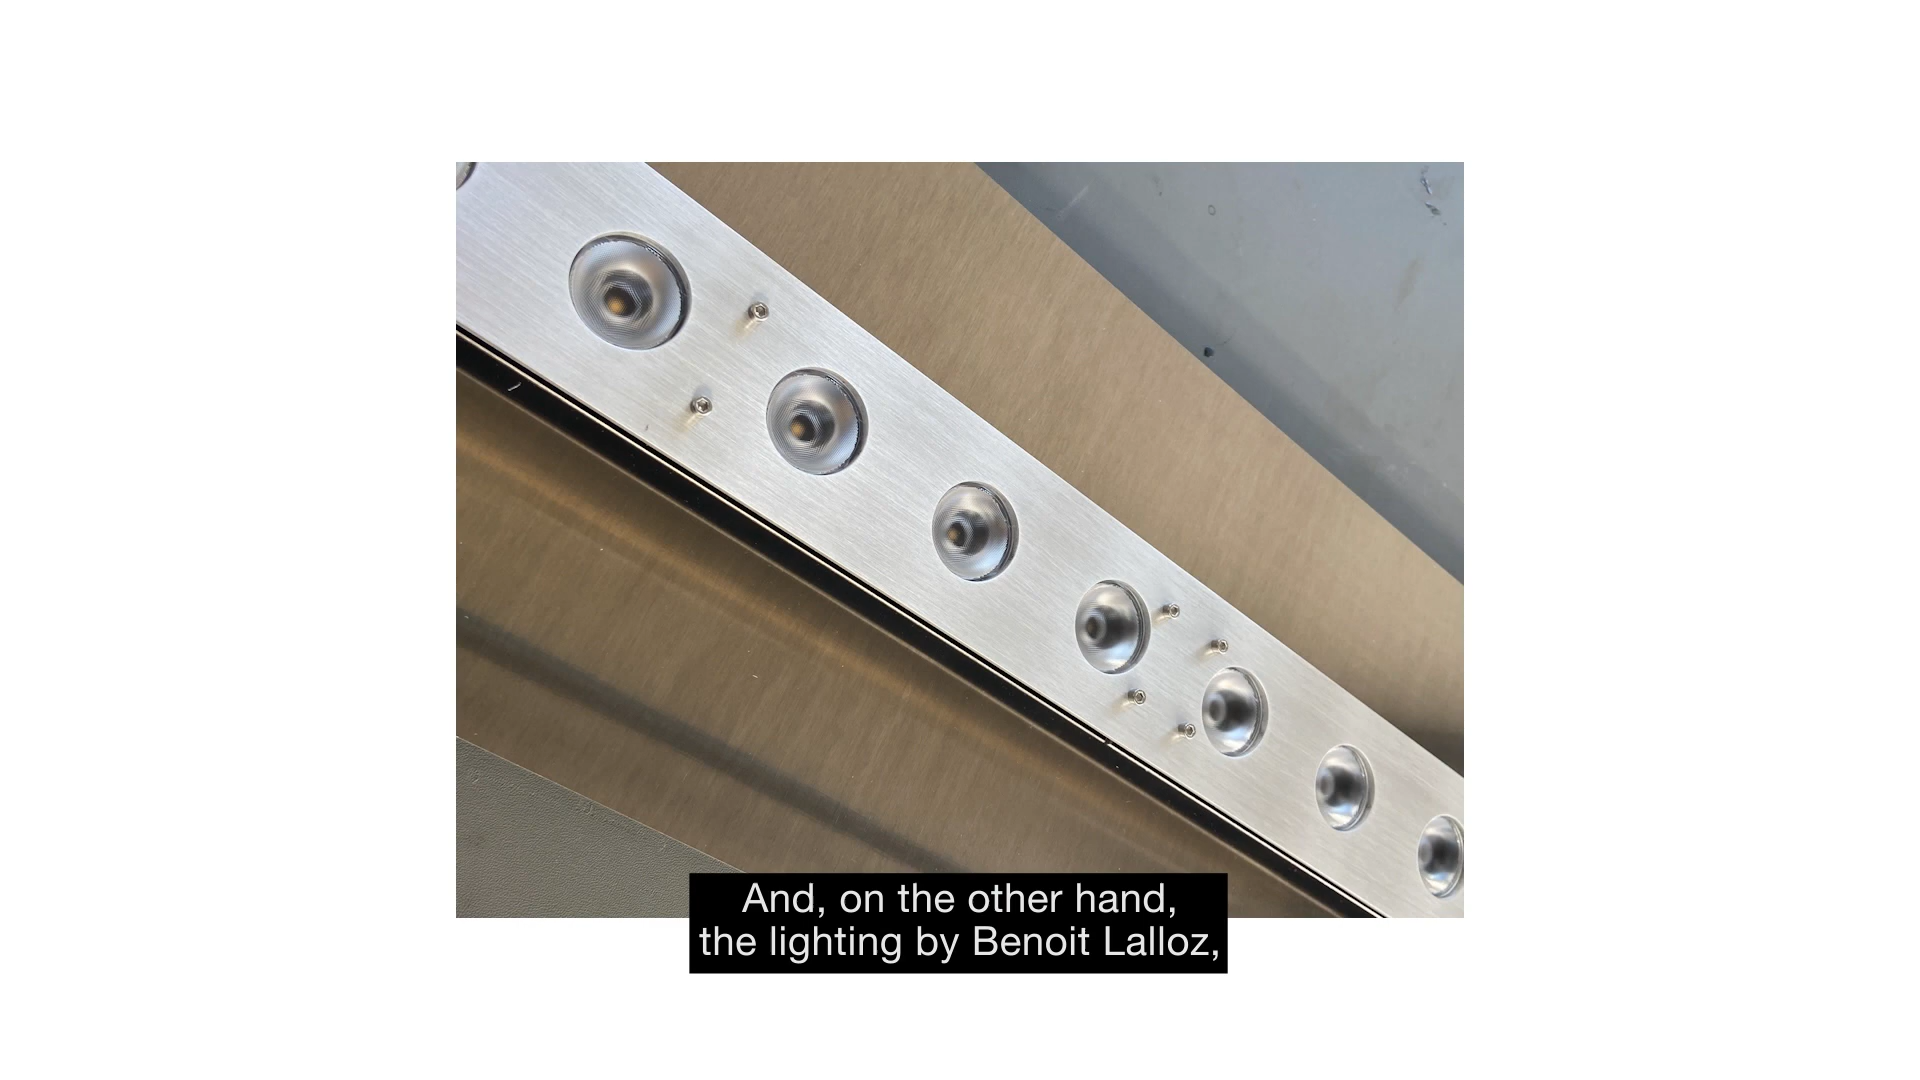 And, on the other hand,
the lighting by Benoit Lalloz,